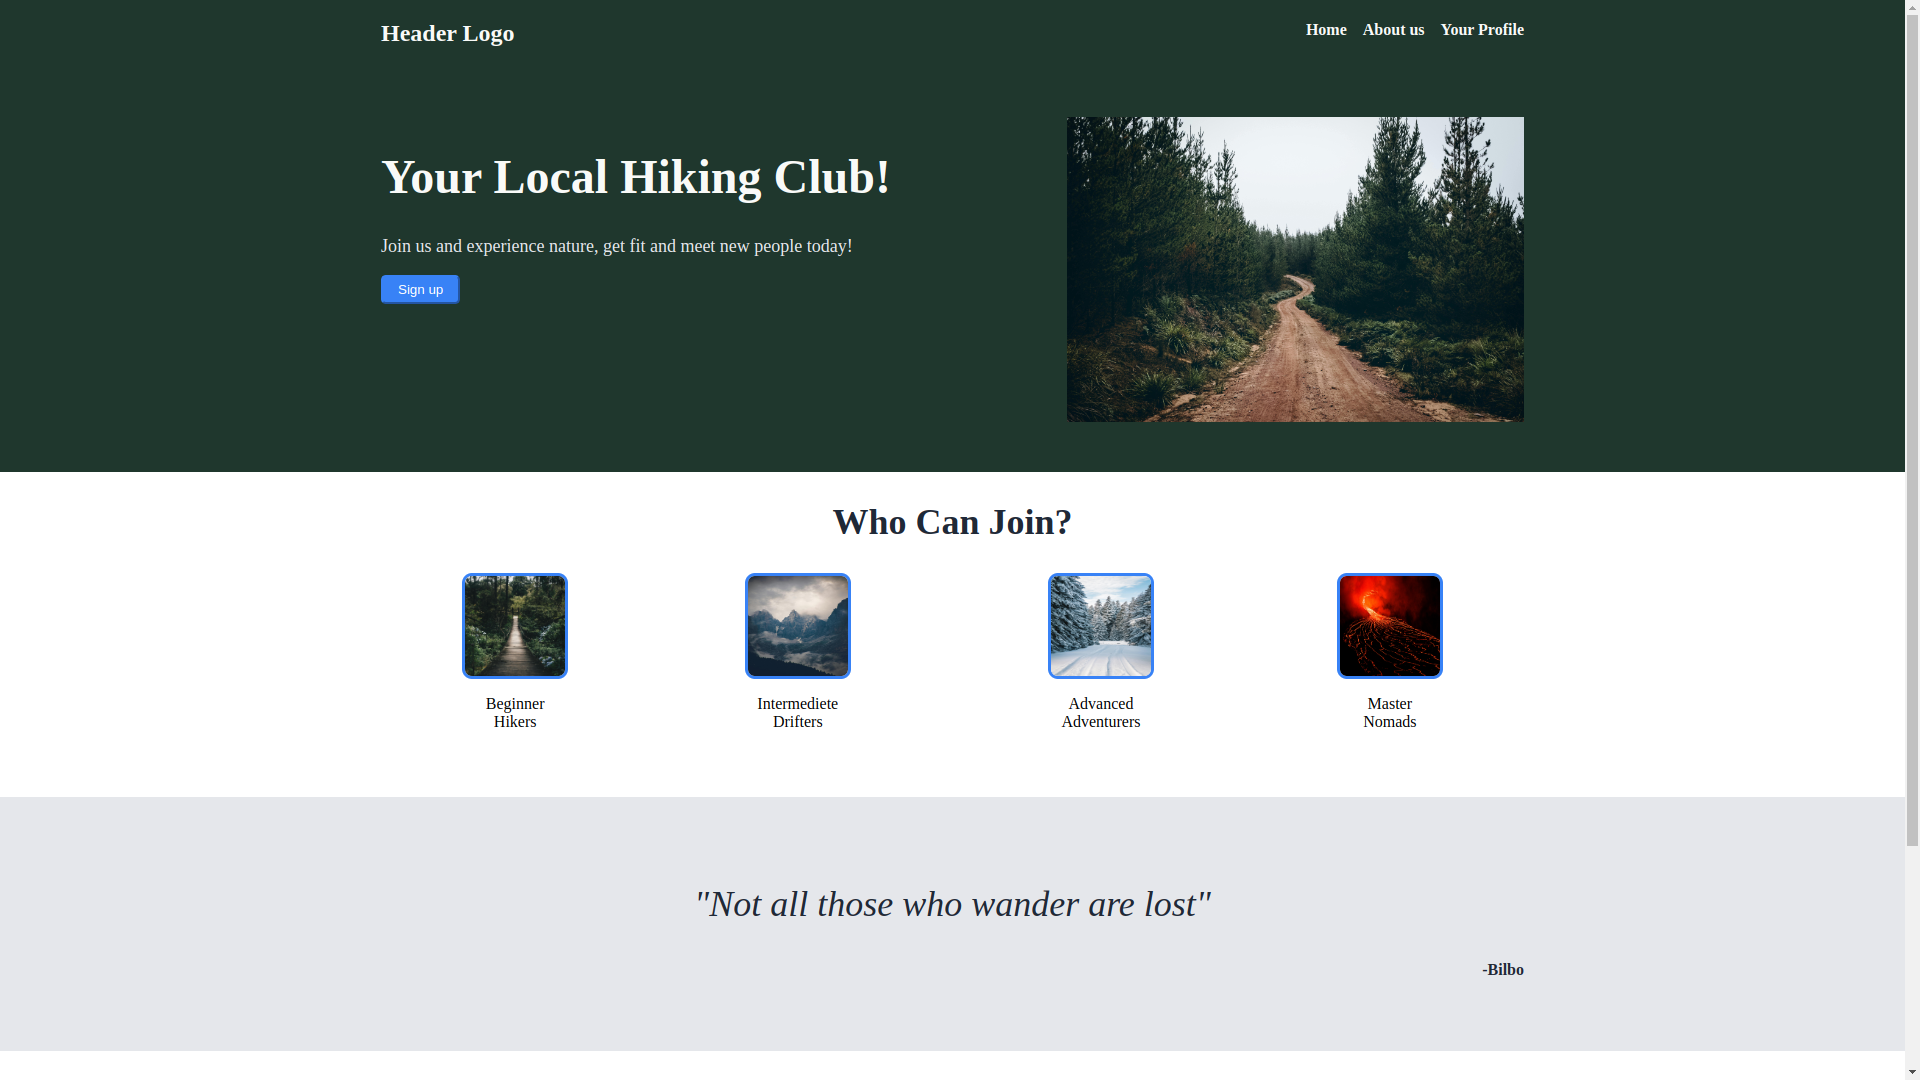 Header Logo
Home About us Your Profile
Your Local Hiking Club!
Join us and experience nature, get fit and meet new people today!
Sign up
Who Can Join?
Beginner
Hikers
Intermediete
Drifters
Advanced
Adventurers
Master
Nomads
"Not all those who wander are lost"
-Bilbo